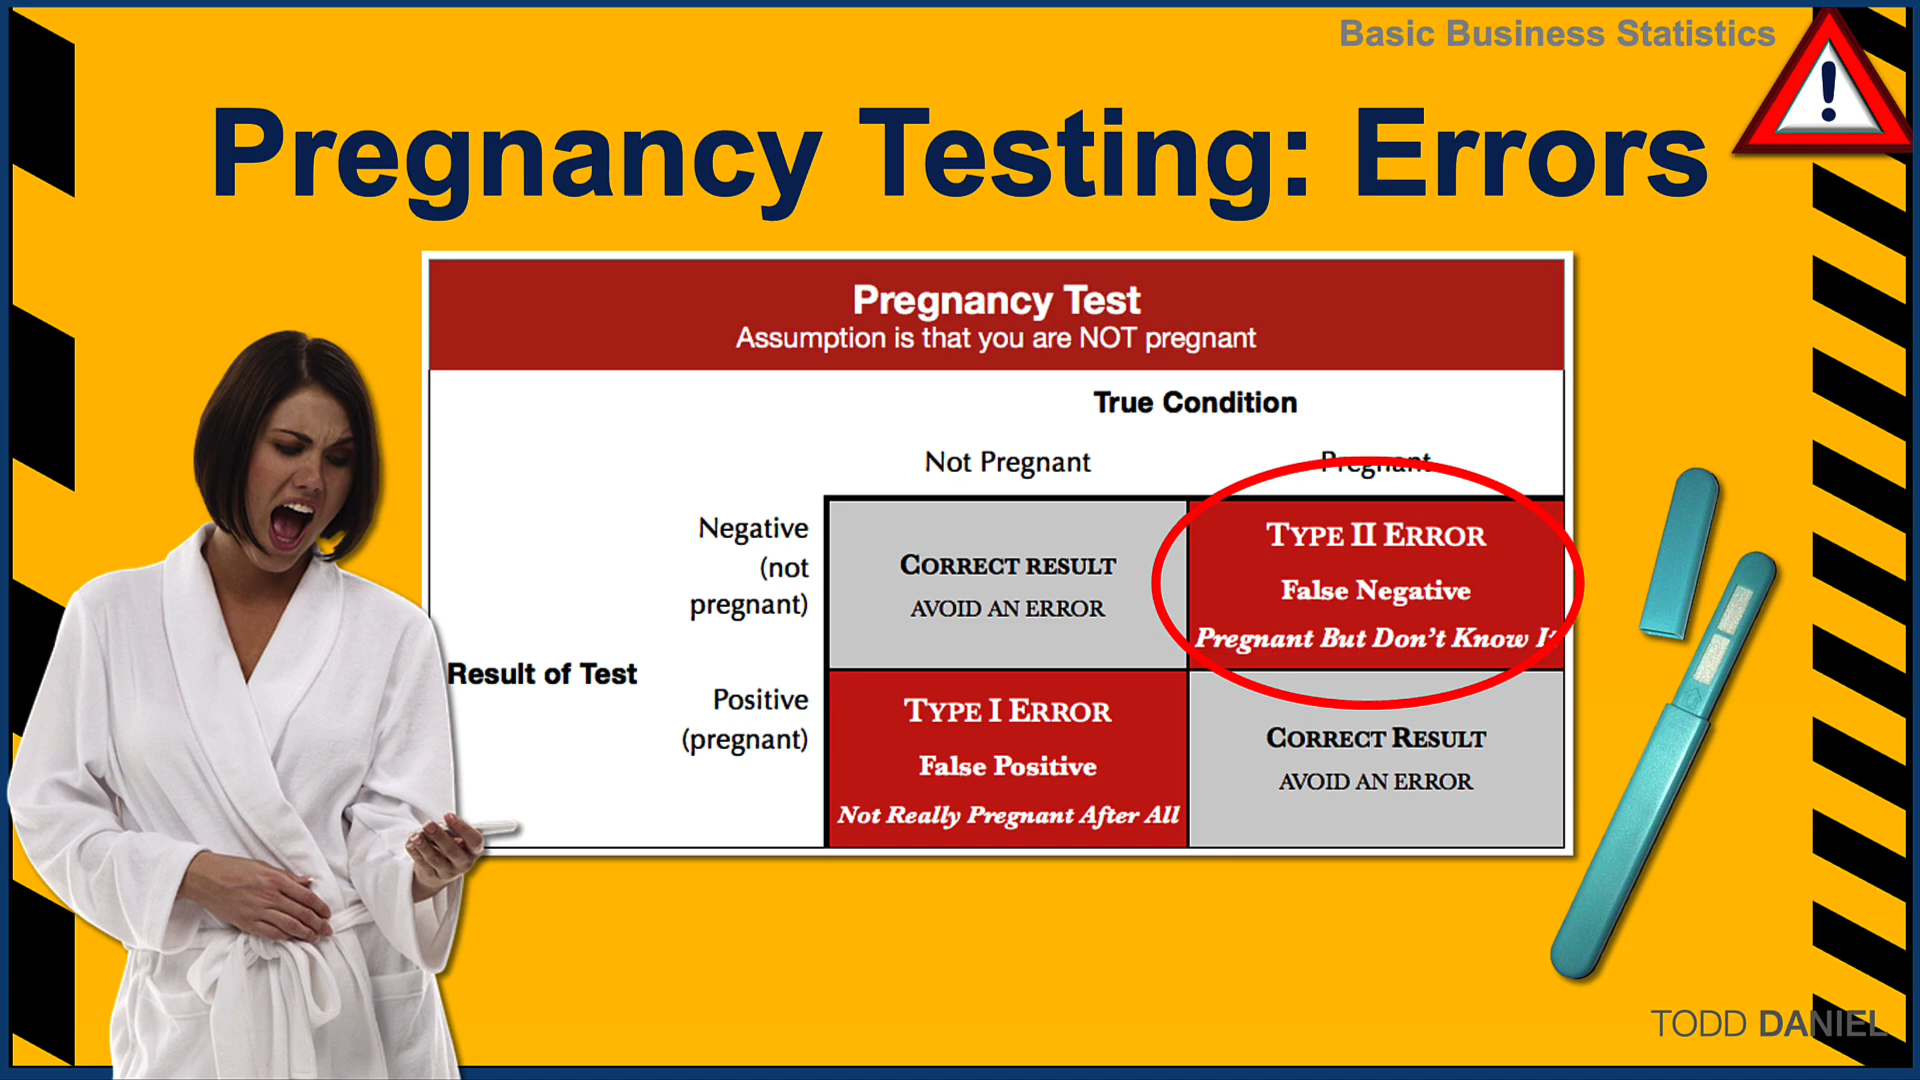 Basic Business Statistics
Pregnancy Testing: Errors
Pregnancy Test
Assumption is that you are NOT pregnant
True Condition
Not Pregnant
Pregnant
Negative
(not
pregnant)
CORRECT RESULT
AVOID AN ERROR
TYPE II ERROR
False Negative
Pregnant But Don't Know It
Result of Test
Positive
(pregnant)
TYPE I ERROR
False Positive
Not Really Pregnant After All
CORRECT RESULT
AVOID AN ERROR
TODD DANIEL